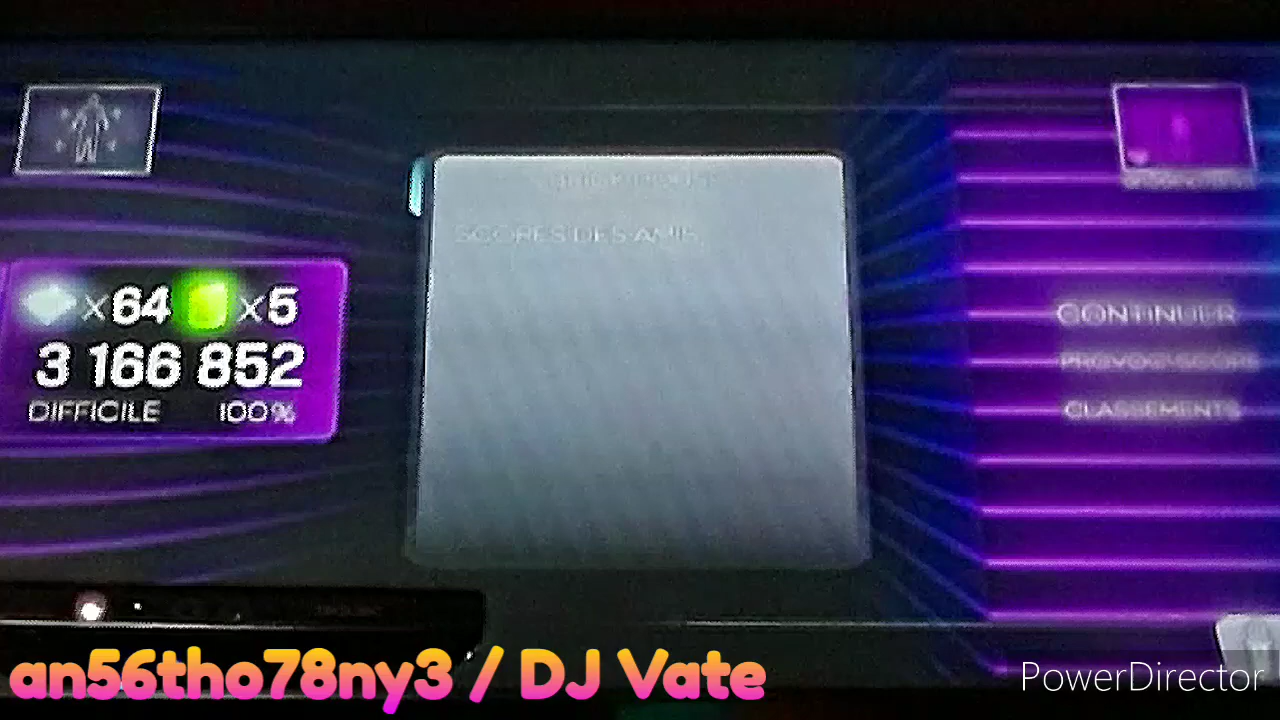 x64 x5
3 166 852
DIFFICILE 100%
SCORES DES AMIS
CONTINUER
CLASSEMENTS
an56tho78ny3 / DJ Vate
PowerDirector